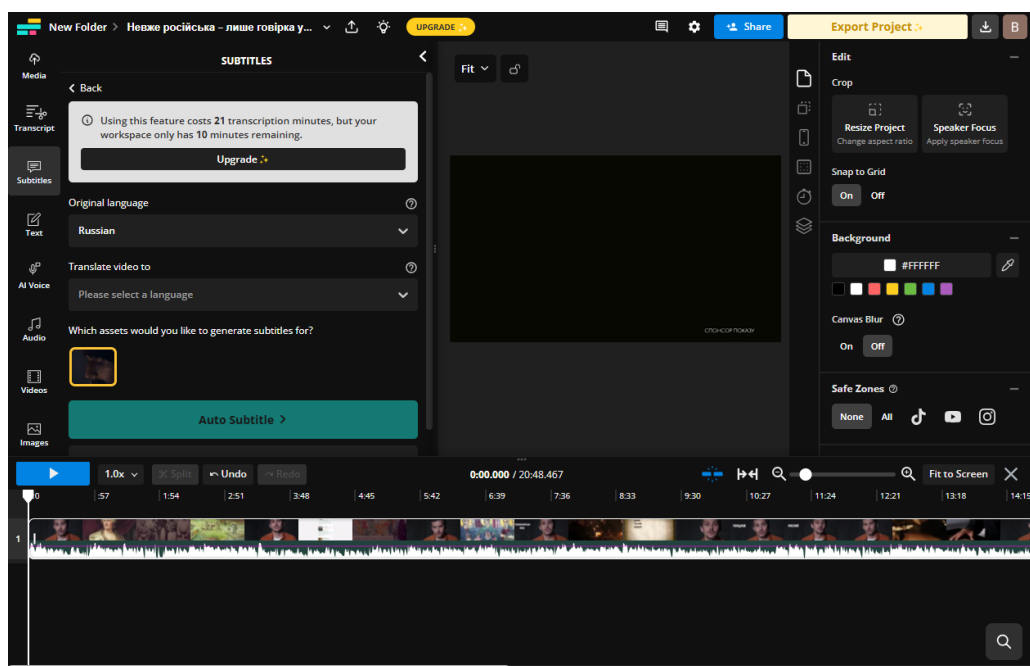 New Folder > Невже російська – лише говірка у...
UPGRADE
Share
Export Project
B
Media
Transcript
Subtitles
Text
AI Voice
Audio
Videos
Images
SUBTITLES
Back
Using this feature costs 21 transcription minutes, but your
workspace only has 10 minutes remaining.
Upgrade
Original language
Russian
Translate video to
Please select a language
Which assets would you like to generate subtitles for?
Auto Subtitle >
Fit
СПОНСОР ПОКАЗУ
Edit
Crop
Resize Project
Change aspect ratio
Speaker Focus
Apply speaker focus
Snap to Grid
On Off
Background
#FFFFFF
Canvas Blur
On Off
Safe Zones
None All
1.0x Split Undo Redo
0:00.000 / 20:48.467
Fit to Screen
:0 :57 1:54 2:51 3:48 4:45 5:42 6:39 7:36 8:33 9:30 10:27 11:24 12:21 13:18 14:15
1